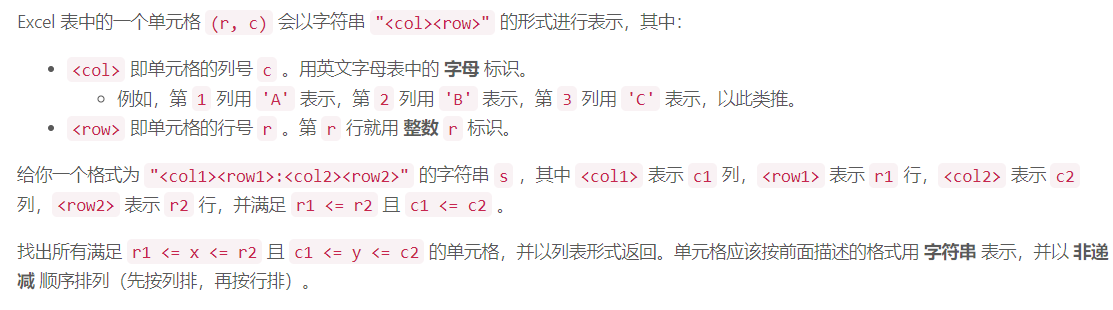 Excel 表中的一个单元格 (r, c) 会以字符串 "<col><row>" 的形式进行表示，其中：
• <col> 即单元格的列号 c 。用英文字母表中的 字母 标识。
◦ 例如，第 1 列用 'A' 表示，第 2 列用 'B' 表示，第 3 列用 'C' 表示，以此类推。
• <row> 即单元格的行号 r 。第 r 行就用 整数 r 标识。
给你一个格式为 "<col1><row1>:<col2><row2>" 的字符串 s ，其中 <col1> 表示 c1 列，<row1> 表示 r1 行，<col2> 表示 c2
列，<row2> 表示 r2 行，并满足 r1 <= r2 且 c1 <= c2 。
找出所有满足 r1 <= x <= r2 且 c1 <= y <= c2 的单元格，并以列表形式返回。单元格应该按前面描述的格式用 字符串 表示，并以 非递
减 顺序排列（先按列排，再按行排）。